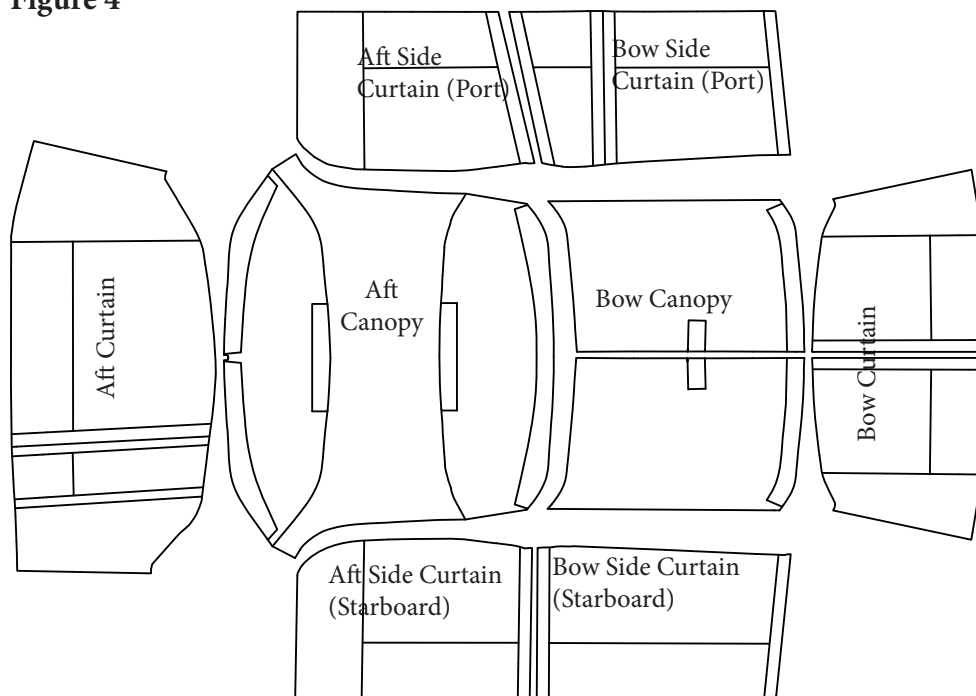 Figure 4
Aft Side
Curtain (Port)
Bow Side
Curtain (Port)
Aft Curtain
Aft
Canopy
Bow Canopy
Bow Curtain
Aft Side Curtain
(Starboard)
Bow Side Curtain
(Starboard)